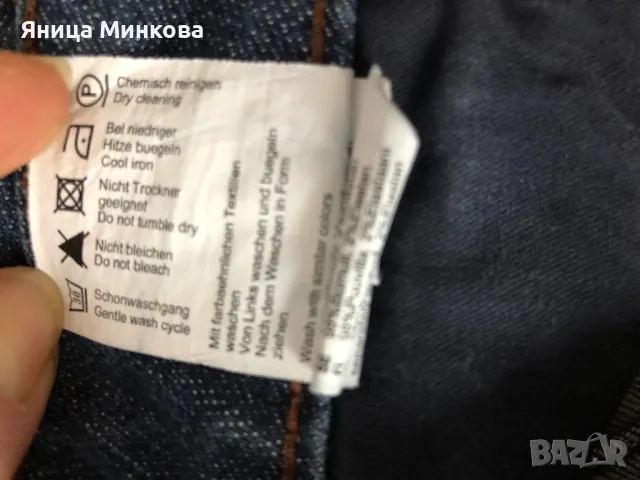 Яница Минкова
P
Chemisch reinigen
Dry cleaning
Bei niedriger
Hitze buegeln
Cool iron
Nicht Trockner
geeignet
Do not tumble dry
Nicht bleichen
Do not bleach
Schonwaschgang
Gentle wash cycle
Mit farbaehnlichen Textilien
waschen
Von Links waschen und buegeln
Nach dem Waschen in Form
ziehen
Wash with similar colors
BAZAR